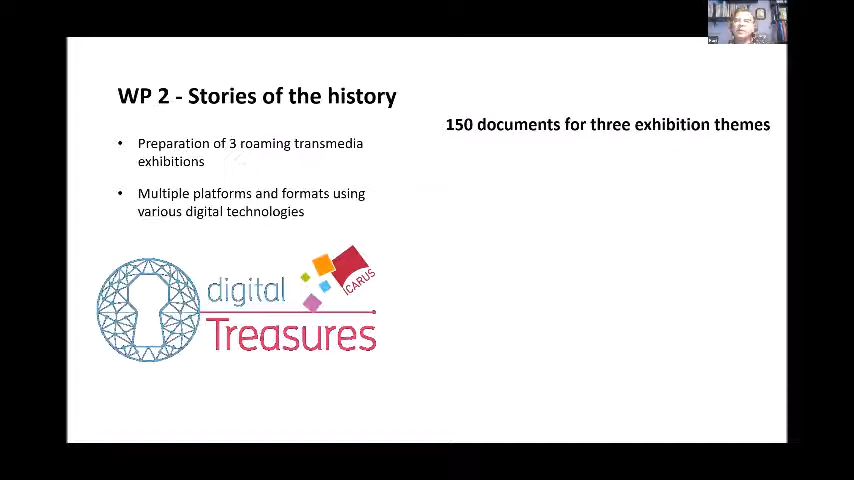 WP 2 - Stories of the history
• Preparation of 3 roaming transmedia
exhibitions
• Multiple platforms and formats using
various digital technologies
150 documents for three exhibition themes
digital
Treasures
ICARUS